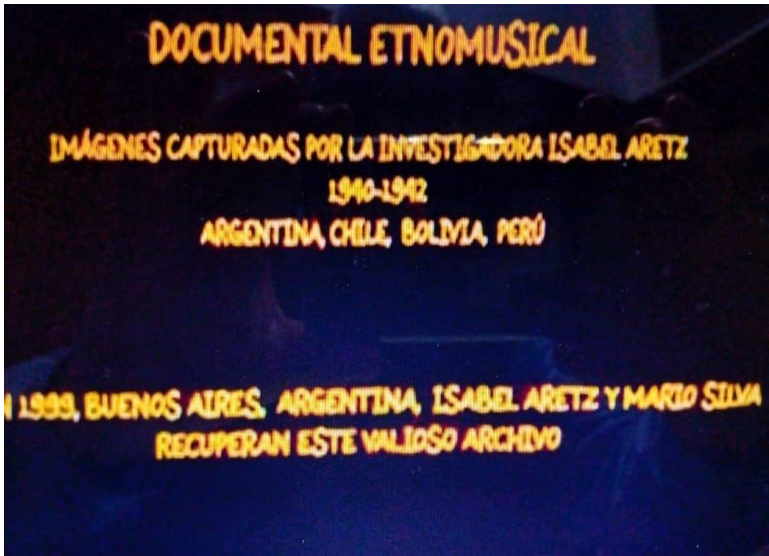 DOCUMENTAL ETNOMUSICAL
IMÁGENES CAPTURADAS POR LA INVESTIGADORA ISABEL ARETZ
1940-1942
ARGENTINA, CHILE, BOLIVIA, PERÚ
N 1999, BUENOS AIRES, ARGENTINA, ISABEL ARETZ Y MARIO SILVA
RECUPERAN ESTE VALIOSO ARCHIVO